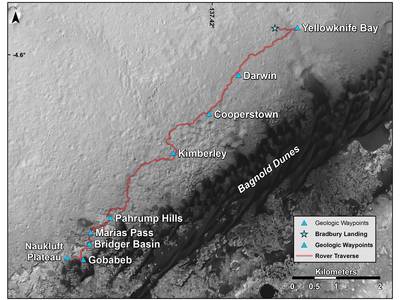 137.42°
-4.6°
Yellowknife Bay
Darwin
Cooperstown
Kimberley
Bagnold Dunes
Pahrump Hills
Marias Pass
Bridger Basin
Naukluft
Plateau
Gobabeb
Geologic Waypoints
Bradbury Landing
Geologic Waypoints
Rover Traverse
Kilometers
0 0.5 1 2